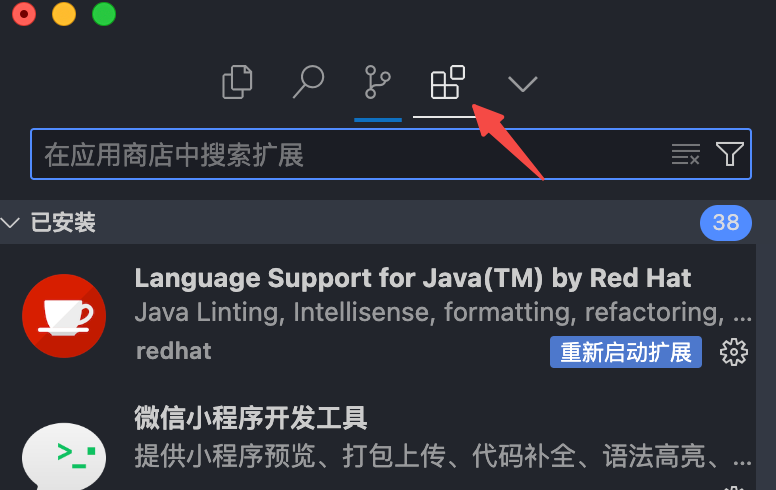 在应用商店中搜索扩展
已安装
38
Language Support for Java(TM) by Red Hat
Java Linting, Intellisense, formatting, refactoring, ...
redhat
重新启动扩展
微信小程序开发工具
提供小程序预览、打包上传、代码补全、语法高亮、...